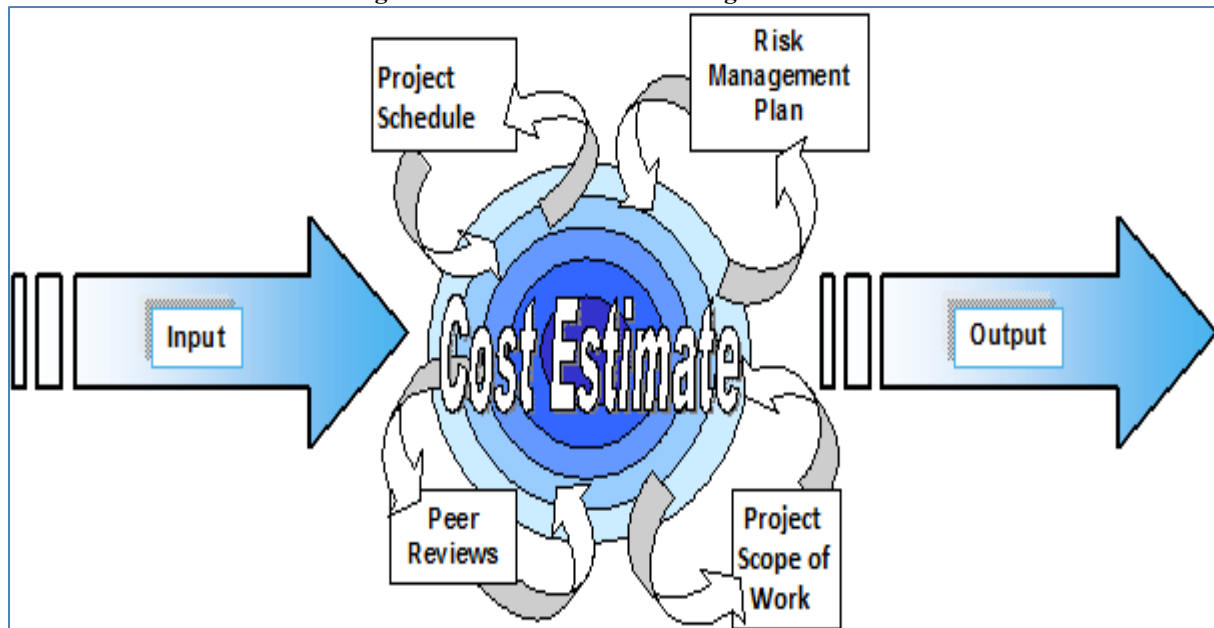 Risk
Management
Plan
Project
Schedule
Input
Cost Estimate
Output
Peer
Reviews
Project
Scope of
Work